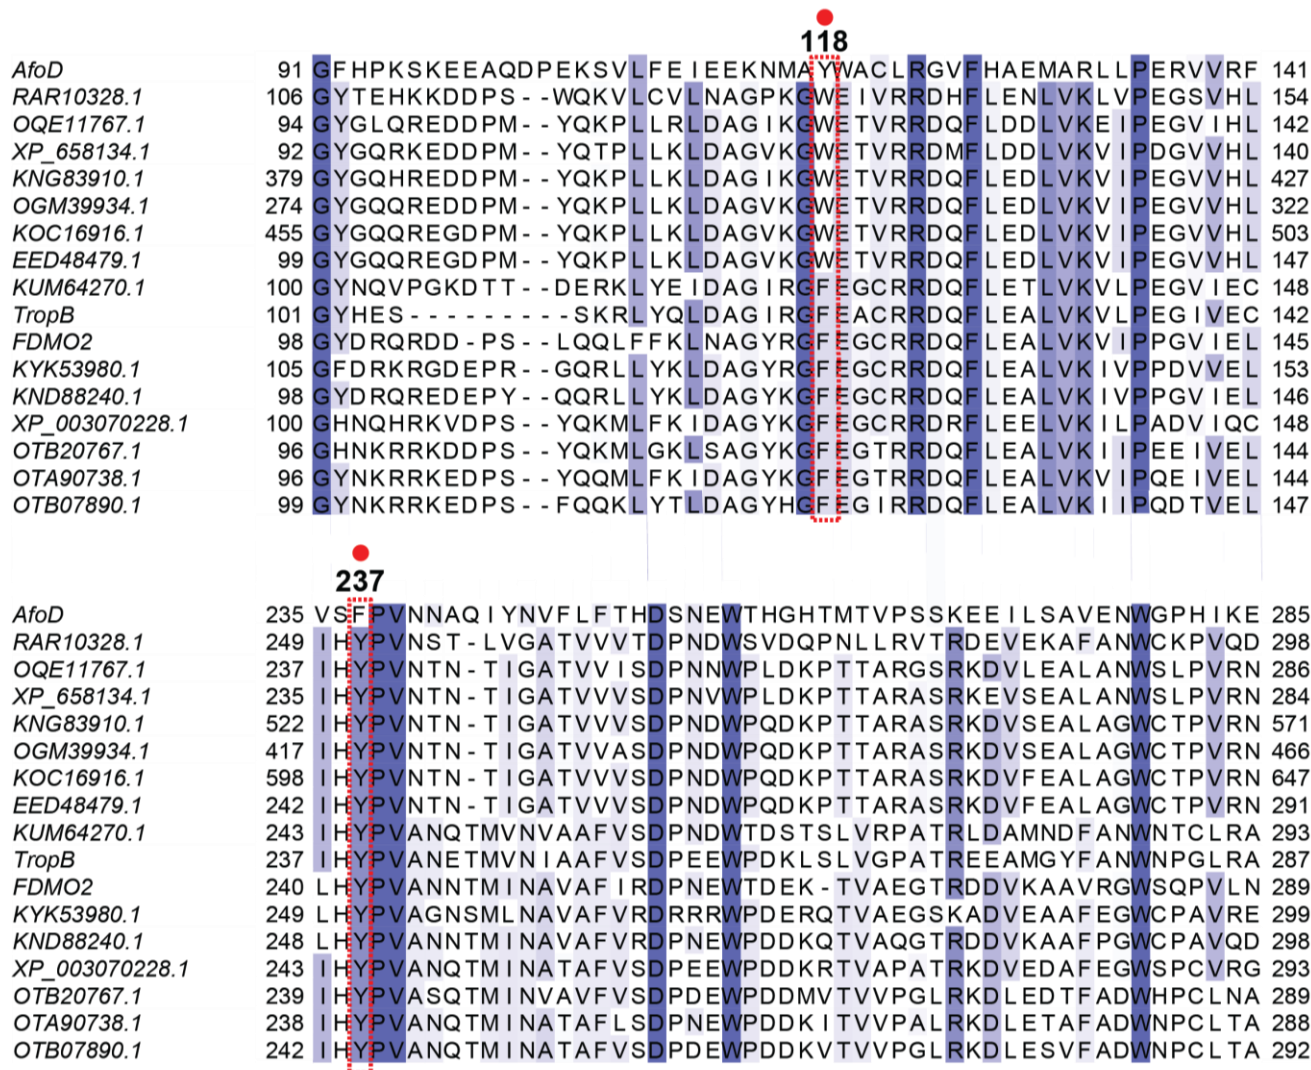 118
AfoD 91 GFHPKSKEEAQDPEKSVLFEIEEKNMAYWACLRGVFHAEMARLLPERVVRF 141
RAR10328.1 106 GYTEHKKDDPS--WQKVLCVLNAGPKGWEIVRRDHFLENLVKLVPEGSVHL 154
OQE11767.1 94 GYGLQREDDPM--YQKPLLRLDAGIKGWETVRRDQFLDDLVKEIPEGVIHL 142
XP_658134.1 92 GYGQRKEDDPM--YQTPLLKLDAGVKGWETVRRDMFLDDLVKVIPDGVVHL 140
KNG83910.1 379 GYGQHREDDPM--YQKPLLKLDAGIKGWETVRRDQFLEDLVKVIPEGVVHL 427
OGM39934.1 274 GYGQQREDDPM--YQKPLLKLDAGVKGWETVRRDQFLEDLVKVIPEGVVHL 322
KOC16916.1 455 GYGQQREGDPM--YQKPLLKLDAGVKGWETVRRDQFLEDLVKVIPEGVVHL 503
EED48479.1 99 GYGQQREGDPM--YQKPLLKLDAGVKGWETVRRDQFLEDLVKVIPEGVVHL 147
KUM64270.1 100 GYNQVPGKDTT--DERKLYEIDAGIRGFEGCRRDQFLETLVKVLPEGVIEC 148
TropB 101 GYHES---------SKRLYQLDAGIRGFEACRRDQFLEALVKVLPEGIVEC 142
FDMO2 98 GYDRQRDD-PS--LQQLFFKLNAGYRGFEGCRRDQFLEALVKVIPPGVIEL 145
KYK53980.1 105 GFDRKRGDEPR--GQRLLYKLDAGYRGFEGCRRDQFLEALVKIVPPDVVEL 153
KND88240.1 98 GYDRQREDEPY--QQRLLYKLDAGYKGFEGCRRDQFLEALVKIVPPGVIEL 146
XP_003070228.1 100 GHNQHRKVDPS--YQKMLFKIDAGYKGFEGCRRDRFLEELVKILPADVIQC 148
OTB20767.1 96 GHNKRRKDDPS--YQKMLGKLSAGYKGFEGTRRDQFLEALVKIIPEEIVEL 144
OTA90738.1 96 GYNKRRKEDPS--YQQMLFKIDAGYKGFEGTRRDQFLEALVKVIPQEIVEL 144
OTB07890.1 99 GYNKRRKEDPS--FQQKLYTLDAGYHGFEGIRRDQFLEALVKIIPQDTVEL 147
237
AfoD 235 VSFPVNNAQIYNVFLFTHDSNEWTHGHTMTVPSSKEEILSAVENWGPHIKE 285
RAR10328.1 249 IHYPVNST-LVGATVVVTDPNDWSVDQPNLLRVTRDEVEKAFANWCKPVQD 298
OQE11767.1 237 IHYPVNTN-TIGATVVISDPNNWPLDKPTTARGSRKDVLEALANWSLPVRN 286
XP_658134.1 235 IHYPVNTN-TIGATVVVSDPNVWPLDKPTTARASRKEVSEALANWSLPVRN 284
KNG83910.1 522 IHYPVNTN-TIGATVVVSDPNDWPQDKPTTARASRKDVSEALAGWCTPVRN 571
OGM39934.1 417 IHYPVNTN-TIGATVVASDPNDWPQDKPTTARASRKDVSEALAGWCTPVRN 466
KOC16916.1 598 IHYPVNTN-TIGATVVVSDPNDWPQDKPTTARASRKDVFEALAGWCTPVRN 647
EED48479.1 242 IHYPVNTN-TIGATVVVSDPNDWPQDKPTTARASRKDVFEALAGWCTPVRN 291
KUM64270.1 243 IHYPVANQTMVNVAAFVSDPNDWTDSTSLVRPATRLDAMNDFANWNTCLRA 293
TropB 237 IHYPVANETMVNIAAFVSDPEEWPDKLSLVGPATREEAMGYFANWNPGLRA 287
FDMO2 240 LHYPVANNTMINAVAFIRDPNEWTDEK-TVAEGTRDDVKAAVRGWSQPVLN 289
KYK53980.1 249 LHYPVAGNSMLNAVAFVRDRRRWPDERQTVAEGSKADVEAAFEGWCPAVRE 299
KND88240.1 248 LHYPVANNTMINAVAFVRDPNEWPDDKQTVAQGTRDDVKAAFPGWCPAVQD 298
XP_003070228.1 243 IHYPVANQTMINATAFVSDPEEWPDDKRTVAPATRKDVEDAFEGWSPCVRG 293
OTB20767.1 239 IHYPVASQTMINVAVFVSDPDEWPDDMVTVVPGLRKDLEDTFADWHPCLNA 289
OTA90738.1 238 IHYPVANQTMINATAFLSDPNEWPDDKITVVPALRKDLETAFADWNPCLTA 288
OTB07890.1 242 IHYPVANQTMINATAFVSDPDEWPDDKVTVVPGLRKDLESVFADWNPCLTA 292